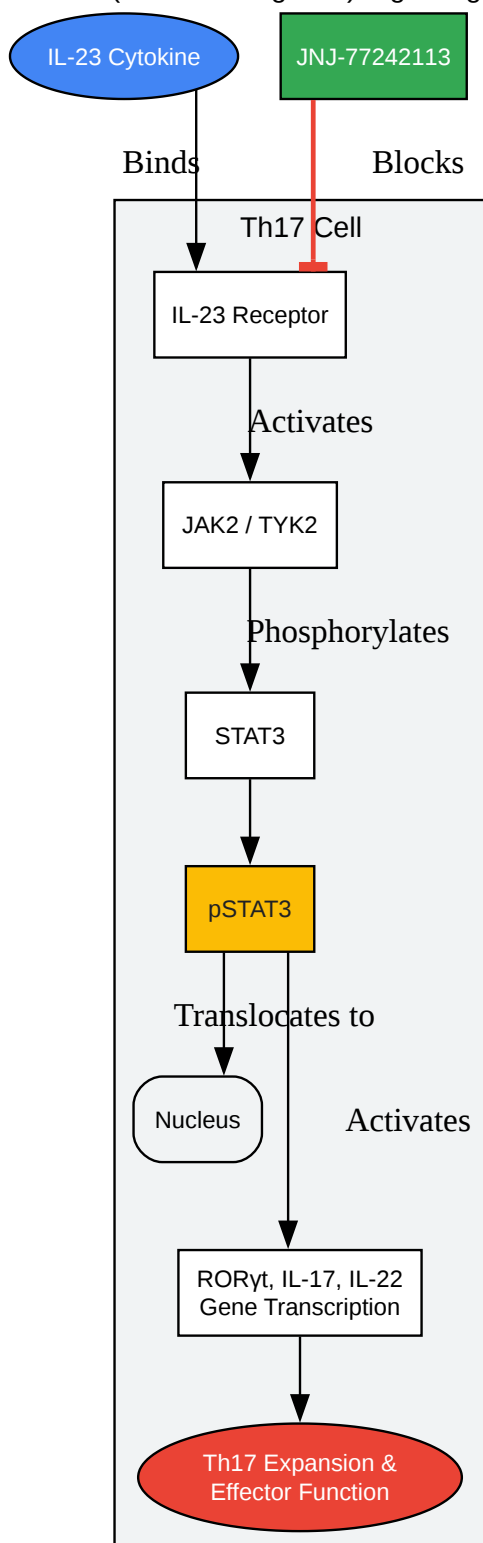 IL-23 Cytokine
JNJ-77242113
Binds
Blocks
Th17 Cell
IL-23 Receptor
Activates
JAK2 / TYK2
Phosphorylates
STAT3
pSTAT3
Translocates to
Nucleus
Activates
RORγt, IL-17, IL-22
Gene Transcription
Th17 Expansion &
Effector Function